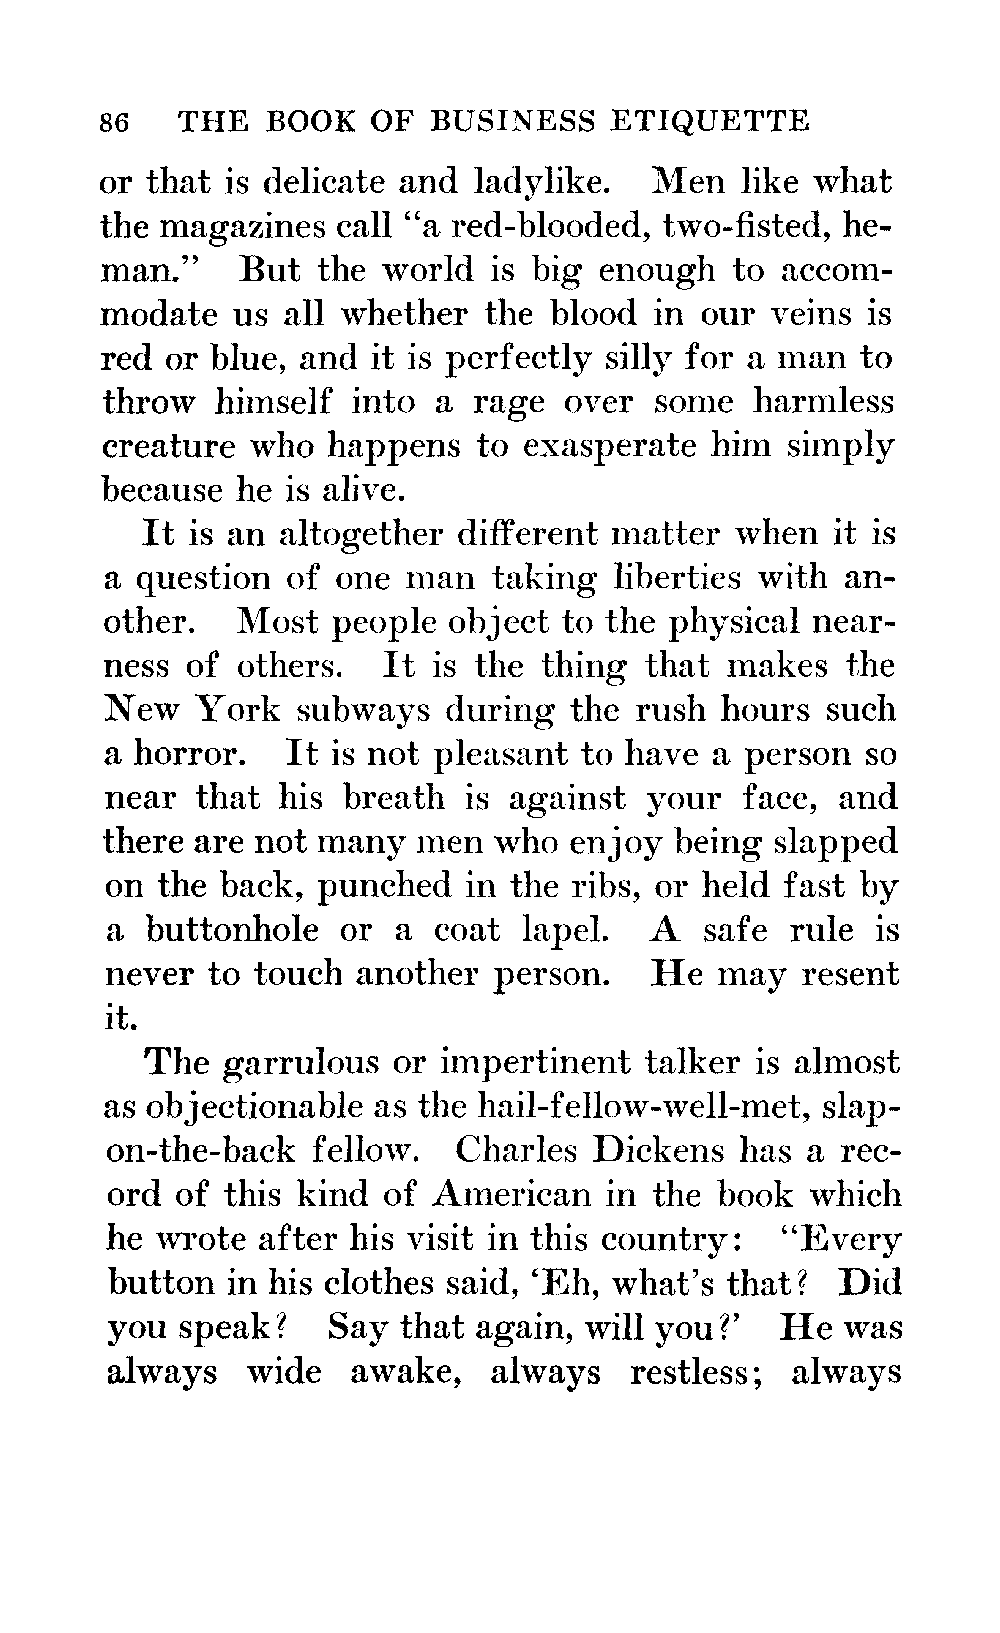 86 THE BOOK OF BUSINESS ETIQUETTE
or that is delicate and ladylike. Men like what
the magazines call “a red-blooded, two-fisted, he-
man.” But the world is big enough to accom-
modate us all whether the blood in our veins is
red or blue, and it is perfectly silly for a man to
throw himself into a rage over some harmless
creature who happens to exasperate him simply
because he is alive.
It is an altogether different matter when it is
a question of one man taking liberties with an-
other. Most people object to the physical near-
ness of others. It is the thing that makes the
New York subways during the rush hours such
a horror. It is not pleasant to have a person so
near that his breath is against your face, and
there are not many men who enjoy being slapped
on the back, punched in the ribs, or held fast by
a buttonhole or a coat lapel. A safe rule is
never to touch another person. He may resent
it.
The garrulous or impertinent talker is almost
as objectionable as the hail-fellow-well-met, slap-
on-the-back fellow. Charles Dickens has a rec-
ord of this kind of American in the book which
he wrote after his visit in this country: “Every
button in his clothes said, ‘Eh, what’s that? Did
you speak? Say that again, will you?’ He was
always wide awake, always restless; always